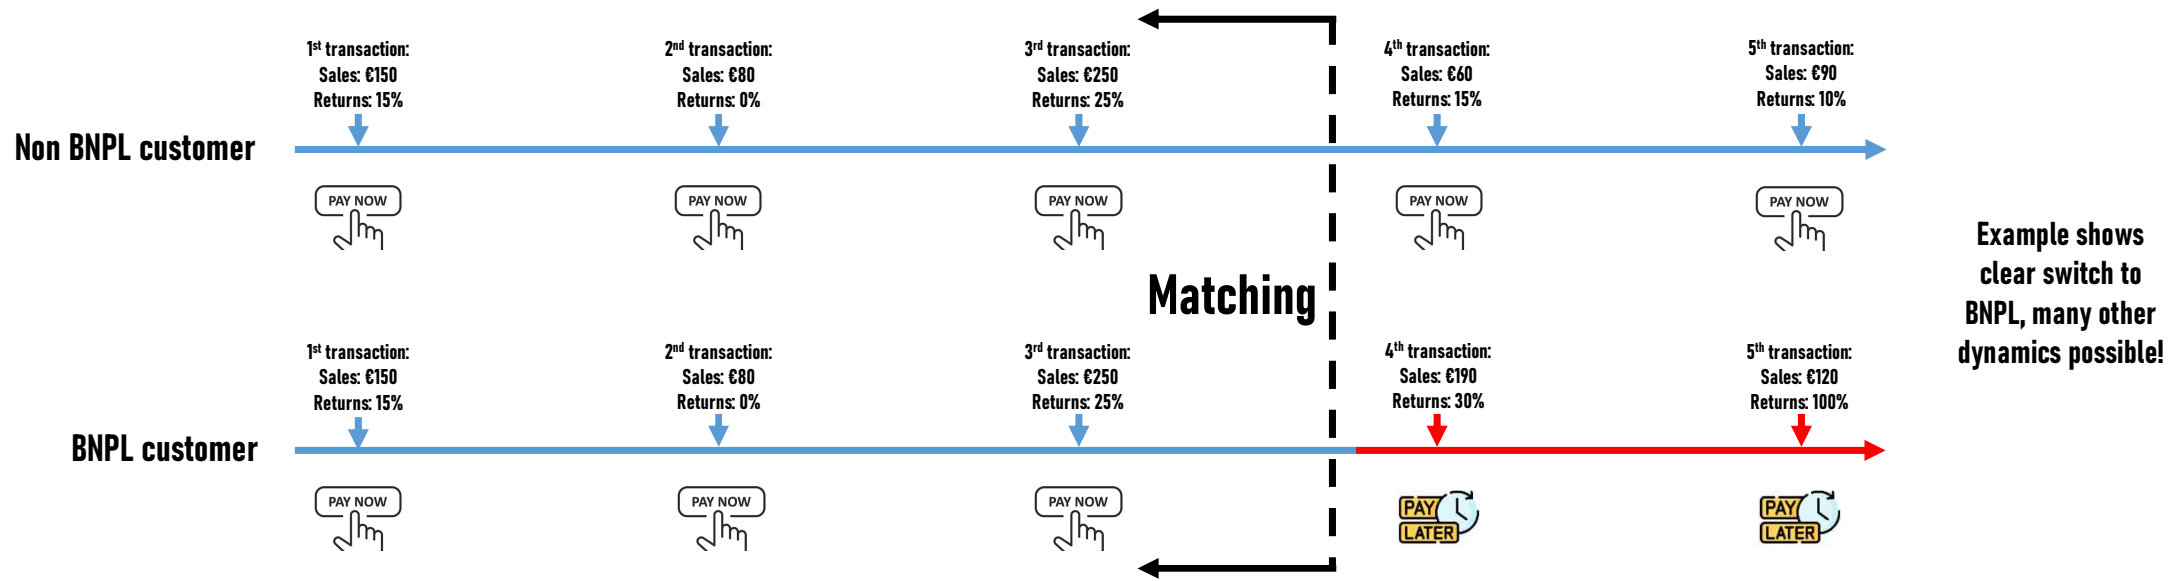 1st transaction:
Sales: €150
Returns: 15%
2nd transaction:
Sales: €80
Returns: 0%
3rd transaction:
Sales: €250
Returns: 25%
4th transaction:
Sales: €60
Returns: 15%
5th transaction:
Sales: €90
Returns: 10%
Non BNPL customer
PAY NOW
PAY NOW
PAY NOW
PAY NOW
PAY NOW
Matching
Example shows
clear switch to
BNPL, many other
dynamics possible!
1st transaction:
Sales: €150
Returns: 15%
2nd transaction:
Sales: €80
Returns: 0%
3rd transaction:
Sales: €250
Returns: 25%
4th transaction:
Sales: €190
Returns: 30%
5th transaction:
Sales: €120
Returns: 100%
BNPL customer
PAY NOW
PAY NOW
PAY NOW
PAY
LATER
PAY
LATER